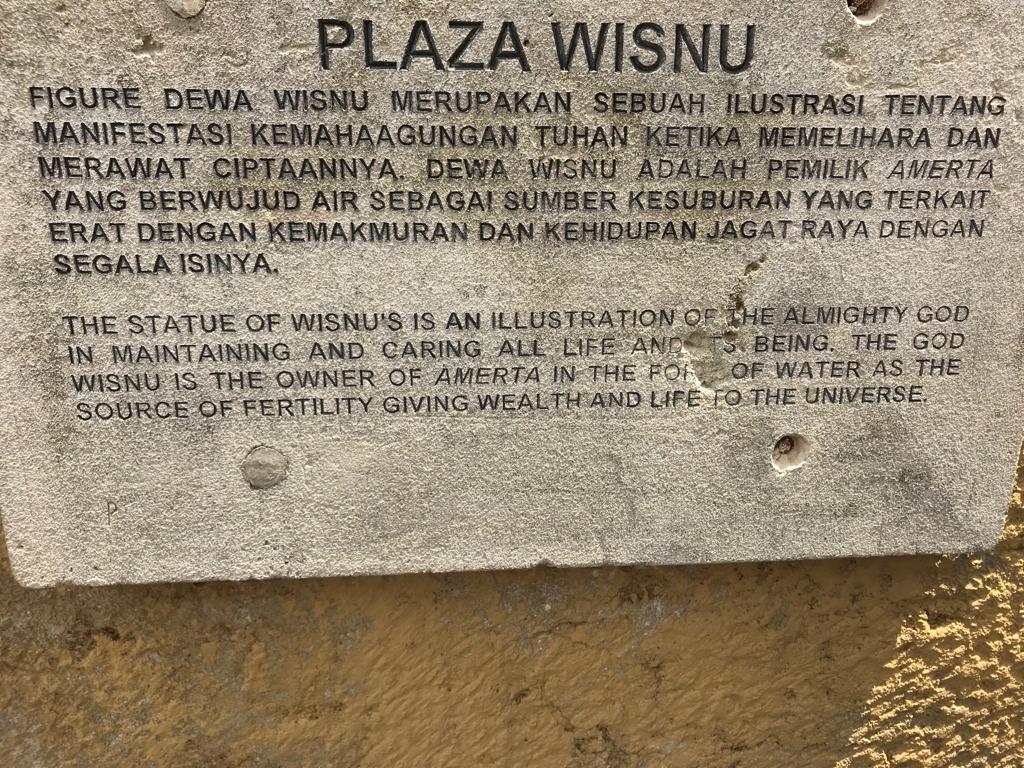 PLAZA WISNU
FIGURE DEWA WISNU MERUPAKAN SEBUAH ILUSTRASI TENTANG
MANIFESTASI KEMAHAAGUNGAN TUHAN KETIKA MEMELIHARA DAN
MERAWAT CIPTAANNYA. DEWA WISNU ADALAH PEMILIK AMERTA
YANG BERWUJUD AIR SEBAGAI SUMBER KESUBURAN YANG TERKAIT
ERAT DENGAN KEMAKMURAN DAN KEHIDUPAN JAGAT RAYA DENGAN
SEGALA ISINYA.
THE STATUE OF WISNU'S IS AN ILLUSTRATION OF THE ALMIGHTY GOD
IN MAINTAINING AND CARING ALL LIFE AND BEING. THE GOD
WISNU IS THE OWNER OF AMERTA IN THE OF WATER AS THE
SOURCE OF FERTILITY GIVING WEALTH AND LIFE TO THE UNIVERSE.